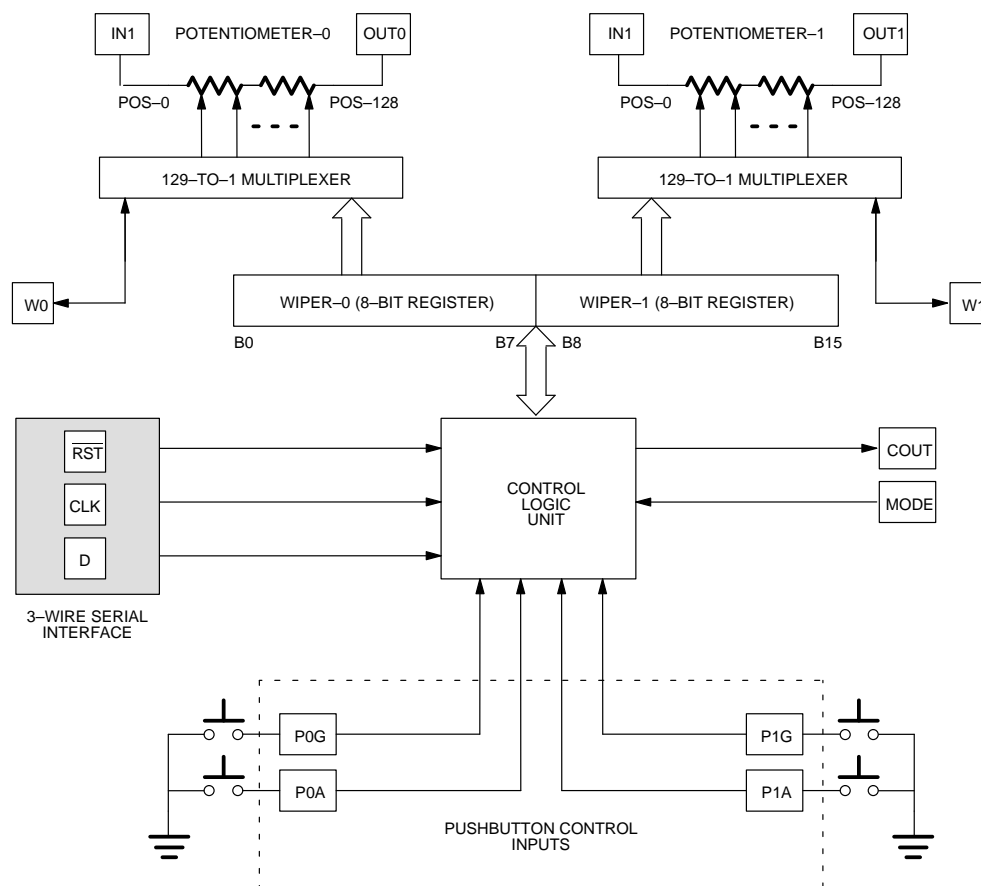 IN1
POTENTIOMETER–0
OUT0
IN1
POTENTIOMETER–1
OUT1
POS–0
POS–128
POS–0
POS–128
129–TO–1 MULTIPLEXER
129–TO–1 MULTIPLEXER
W0
WIPER–0 (8–BIT REGISTER)
WIPER–1 (8–BIT REGISTER)
W1
B0
B7
B8
B15
RST
CLK
D
3–WIRE SERIAL
INTERFACE
CONTROL
LOGIC
UNIT
COUT
MODE
P0G
P0A
P1G
P1A
PUSHBUTTON CONTROL
INPUTS